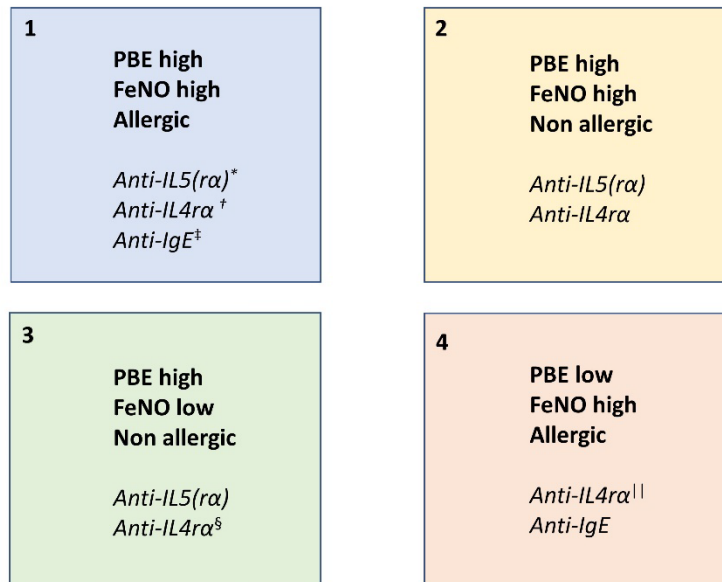 1
PBE high
FeNO high
Allergic
Anti-IL5(rα)*
Anti-IL4rα †
Anti-IgE‡
2
PBE high
FeNO high
Non allergic
Anti-IL5(rα)
Anti-IL4rα
3
PBE high
FeNO low
Non allergic
Anti-IL5(rα)
Anti-IL4rα§
4
PBE low
FeNO high
Allergic
Anti-IL4rα||
Anti-IgE